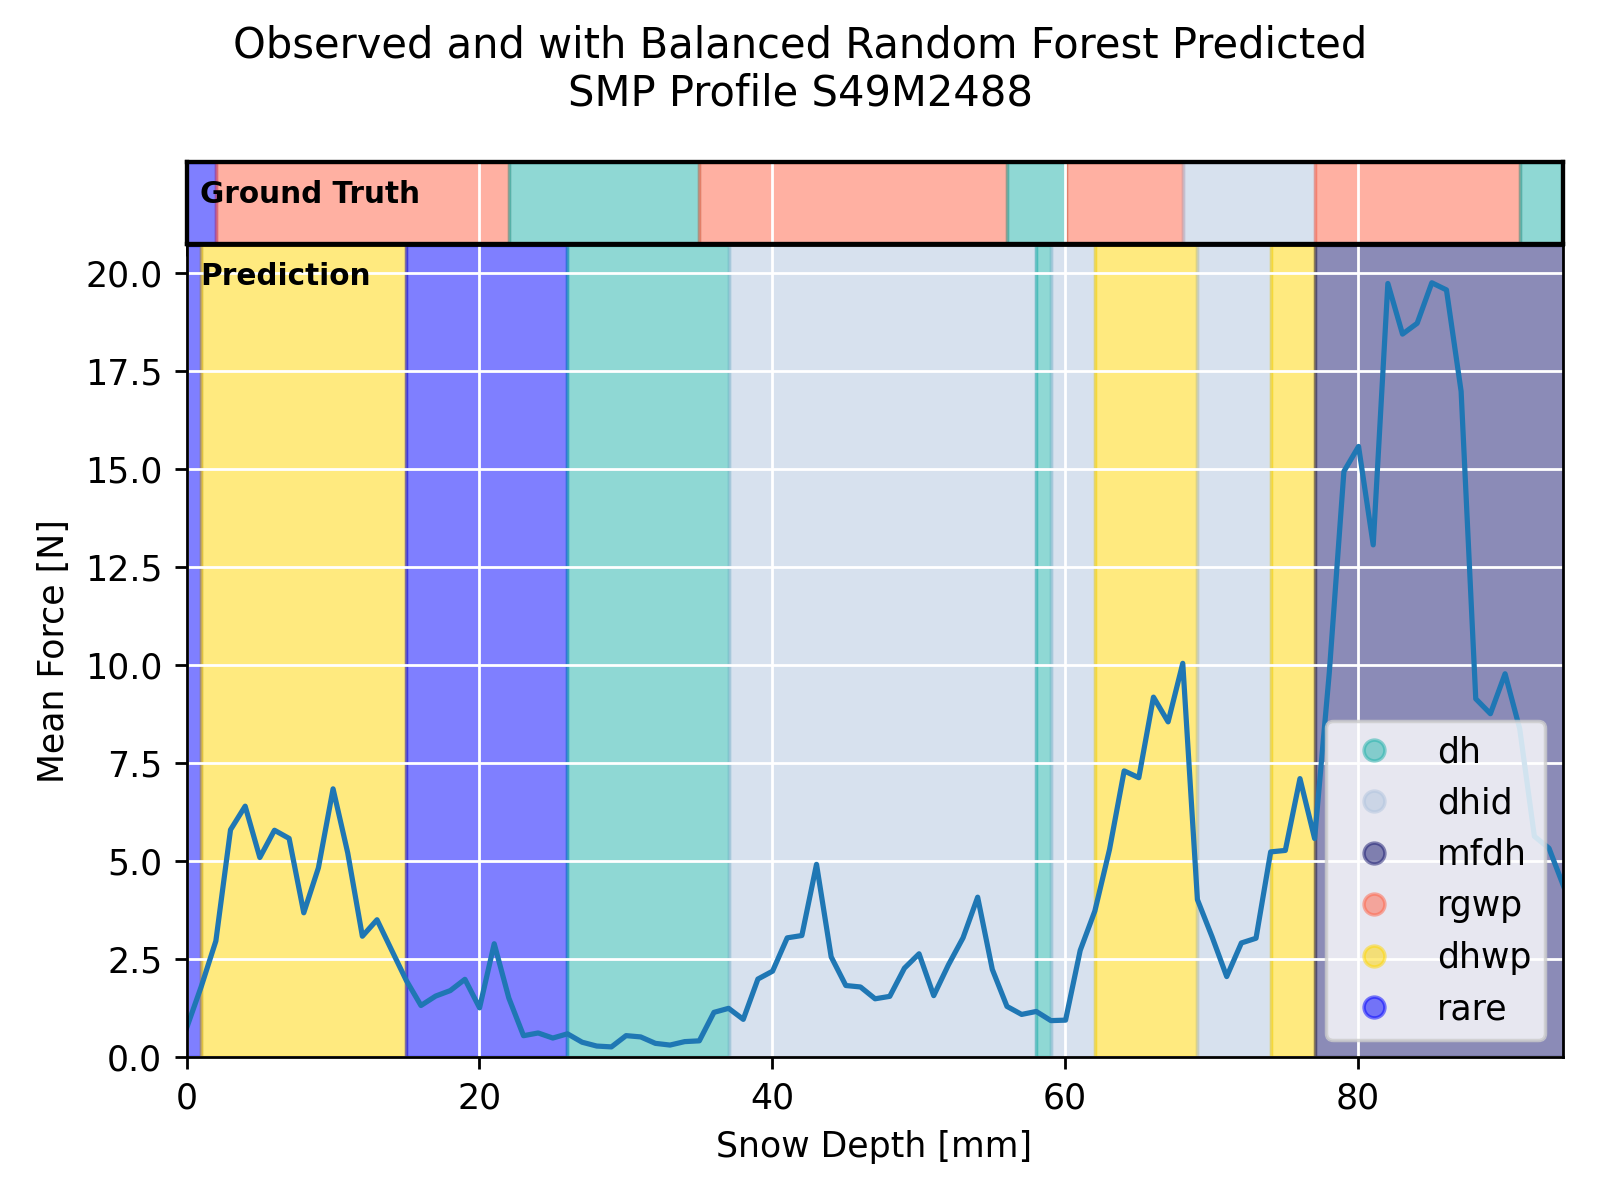 Observed and with Balanced Random Forest Predicted
SMP Profile S49M2488
Ground Truth
Prediction
20.0
17.5
15.0
12.5
10.0
7.5
5.0
2.5
0.0
Mean Force [N]
dh
dhid
mfdh
rgwp
dhwp
rare
0 20 40 60 80
Snow Depth [mm]